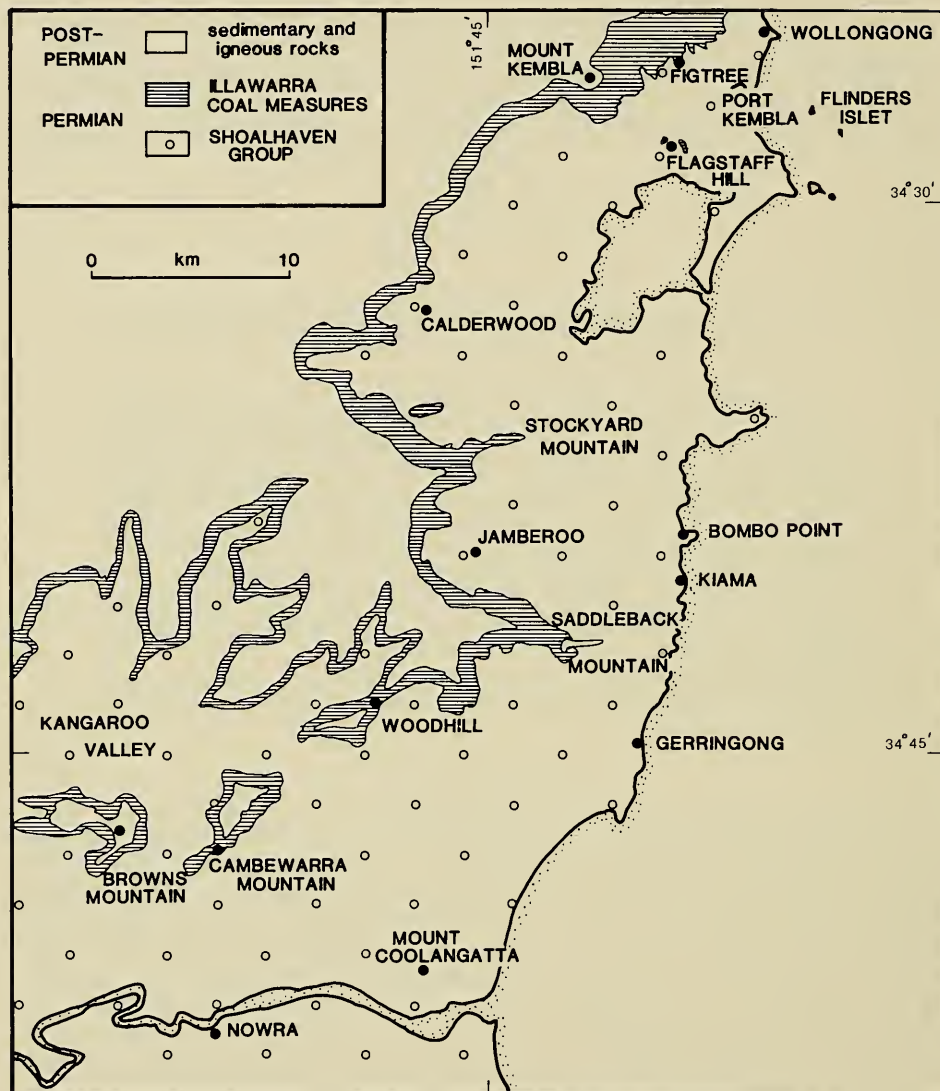 POST-
PERMIAN
sedimentary and
igneous rocks
PERMIAN
ILLAWARRA
COAL MEASURES
SHOALHAVEN
GROUP
0 km 10
151°45'
WOLLONGONG
MOUNT
KEMBLA
FIGTREE
PORT
KEMBLA
FLINDERS
ISLET
FLAGSTAFF
HILL
34°30'
CALDERWOOD
STOCKYARD
MOUNTAIN
JAMBEROO
BOMBO POINT
KIAMA
SADDLEBACK
MOUNTAIN
WOODHILL
KANGAROO
VALLEY
GERRINGONG
34°45'
BROWNS
MOUNTAIN
CAMBEWARRA
MOUNTAIN
MOUNT
COOLANGATTA
NOWRA